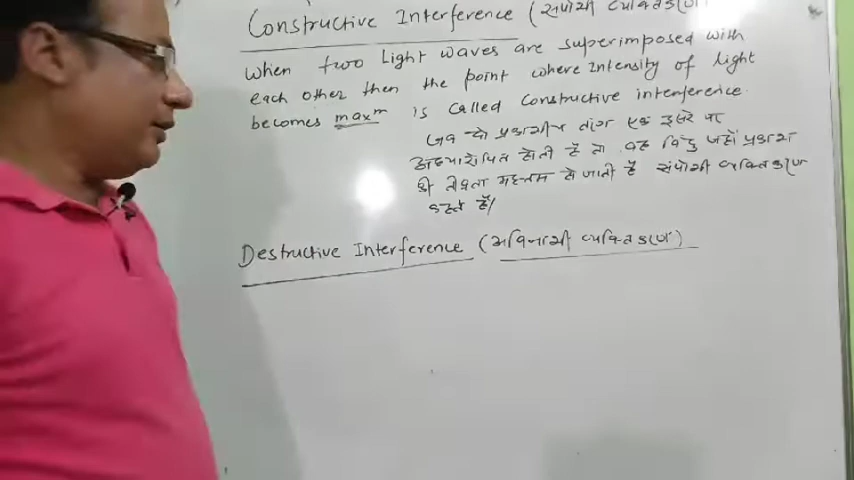 Constructive Interference (संपोषी व्यतिकरण)
When two Light waves are superimposed with
each other then the point where Intensity of light
becomes maxᵐ is called constructive interference.
जब दो प्रकाशीय तरंग एक दूसरे पर
अध्यारोपित होती हैं तो वह बिंदु जहाँ प्रकाश
की तीव्रता महत्तम हो जाती है संपोषी व्यतिकरण
कहते हैं।
Destructive Interference (अविनाशी व्यतिकरण)